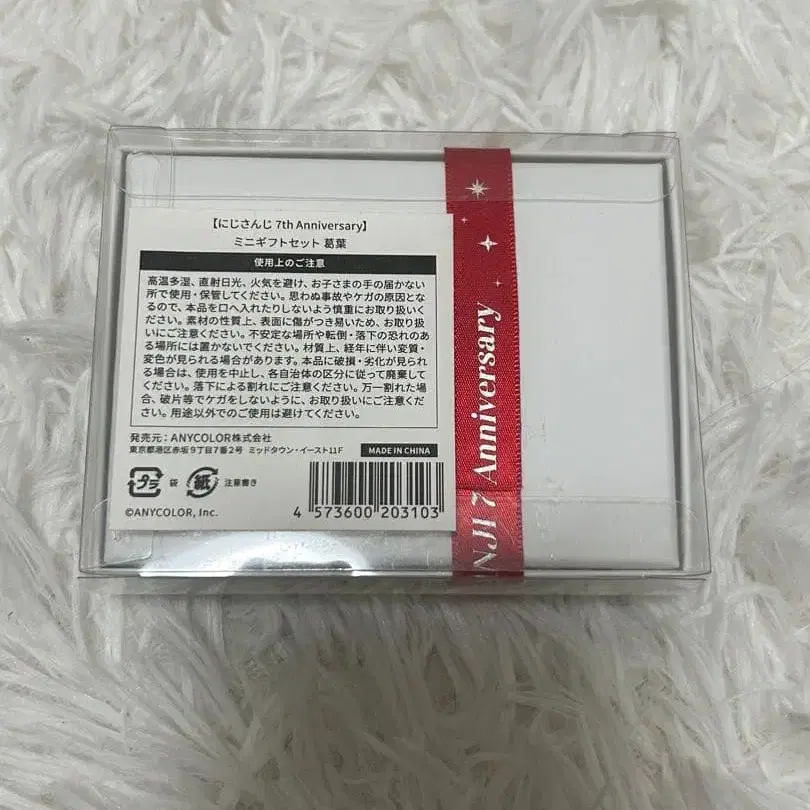 【にじさんじ 7th Anniversary】
ミニギフトセット 葛葉
使用上のご注意
高温多湿、直射日光、火気を避け、お子さまの手の届かない
所で使用・保管してください。思わぬ事故やケガの原因とな
るので、本品を口へ入れたりしないよう慎重にお取り扱いく
ださい。素材の性質上、表面に傷がつき易いため、お取り扱
いにご注意ください。不安定な場所や転倒・落下の恐れのあ
る場所には置かないでください。材質上、経年に伴い変質・
変色が見られる場合があります。本品に破損・劣化が見られ
る場合は、使用を中止し、各自治体の区分に従って廃棄して
ください。落下による割れにご注意ください。万一割れた場
合、破片等でケガをしないように、お取り扱いにご注意くださ
い。用途以外でのご使用は避けてください。
発売元：ANYCOLOR株式会社
東京都港区赤坂9丁目7番2号 ミッドタウン・イースト11F
MADE IN CHINA
プラ 袋 紙 注意書き
©ANYCOLOR, Inc.
4 573600 203103
NJI 7 Anniversary